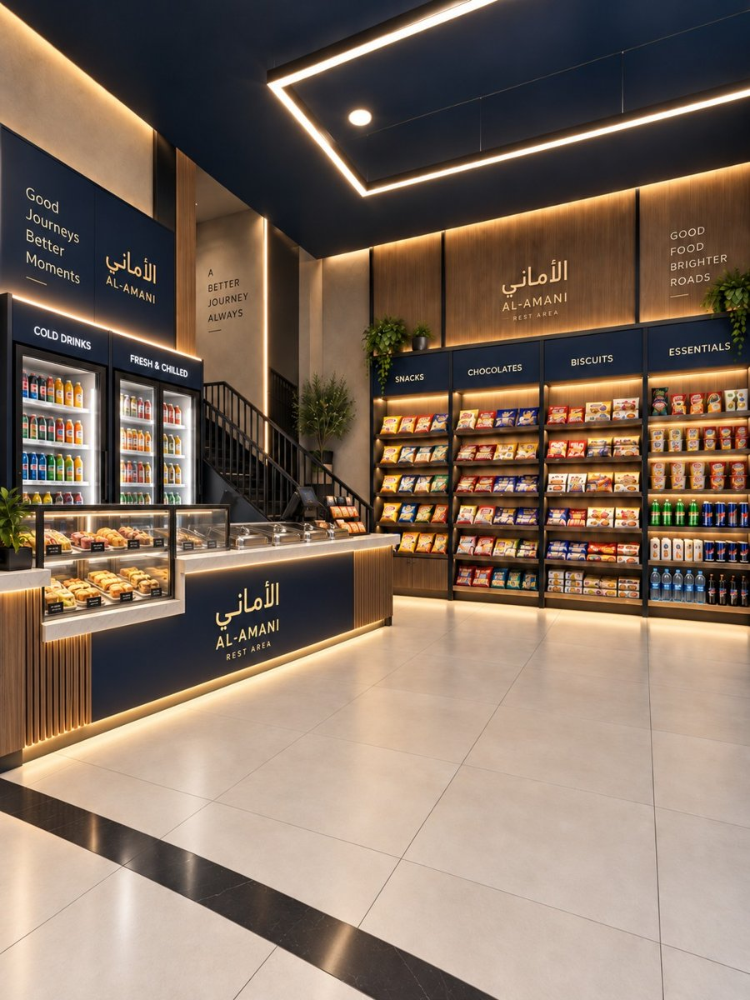 Good
Journeys
Better
Moments
الأماني
AL-AMANI
A
BETTER
JOURNEY
ALWAYS
الأماني
AL-AMANI
REST AREA
GOOD
FOOD
BRIGHTER
ROADS
COLD DRINKS
FRESH & CHILLED
SNACKS
CHOCOLATES
BISCUITS
ESSENTIALS
الأماني
AL-AMANI
REST AREA